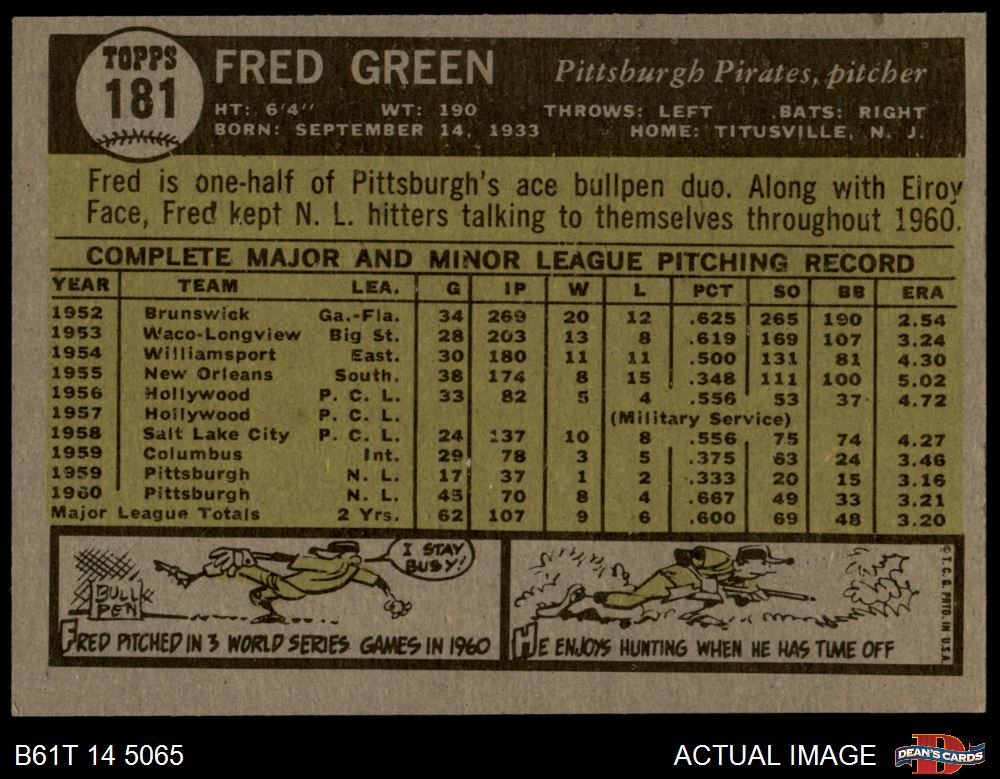 TOPPS
181
FRED GREEN
Pittsburgh Pirates, pitcher
HT: 6'4" WT: 190 THROWS: LEFT BATS: RIGHT
BORN: SEPTEMBER 14, 1933 HOME: TITUSVILLE, N. J.
Fred is one-half of Pittsburgh's ace bullpen duo. Along with Elroy
Face, Fred kept N. L. hitters talking to themselves throughout 1960.
COMPLETE MAJOR AND MINOR LEAGUE PITCHING RECORD
YEAR TEAM LEA. G IP W L PCT SO BB ERA
1952 Brunswick Ga.-Fla. 34 269 20 12 .625 265 190 2.54
1953 Waco-Longview Big St. 28 203 13 8 .619 169 107 3.24
1954 Williamsport East. 30 180 11 11 .500 131 81 4.30
1955 New Orleans South. 38 174 8 15 .348 111 100 5.02
1956 Hollywood P. C. L. 33 82 5 4 .556 53 37 4.72
1957 Hollywood (Military Service)
1958 Salt Lake City P. C. L. 24 137 10 8 .556 75 74 4.27
1959 Columbus Int. 29 78 3 5 .375 63 24 3.46
1959 Pittsburgh N. L. 17 37 1 2 .333 20 15 3.16
1960 Pittsburgh N. L. 45 70 8 4 .667 49 33 3.21
Major League Totals 2 Yrs. 62 107 9 6 .600 69 48 3.20
I STAY
BUSY!
BULL
PEN
FRED PITCHED IN 3 WORLD SERIES GAMES IN 1960
HE ENJOYS HUNTING WHEN HE HAS TIME OFF
© T. C. G. PRTD. IN U.S.A.
B61T 14 5065
ACTUAL IMAGE
DEAN'S CARDS